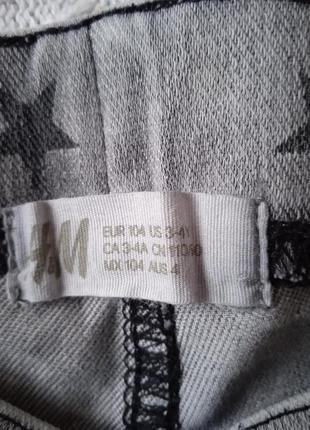 H&M
EUR 104 US 3-4Y
CA 3-4A CN 110/50
MX 104 AUS 4